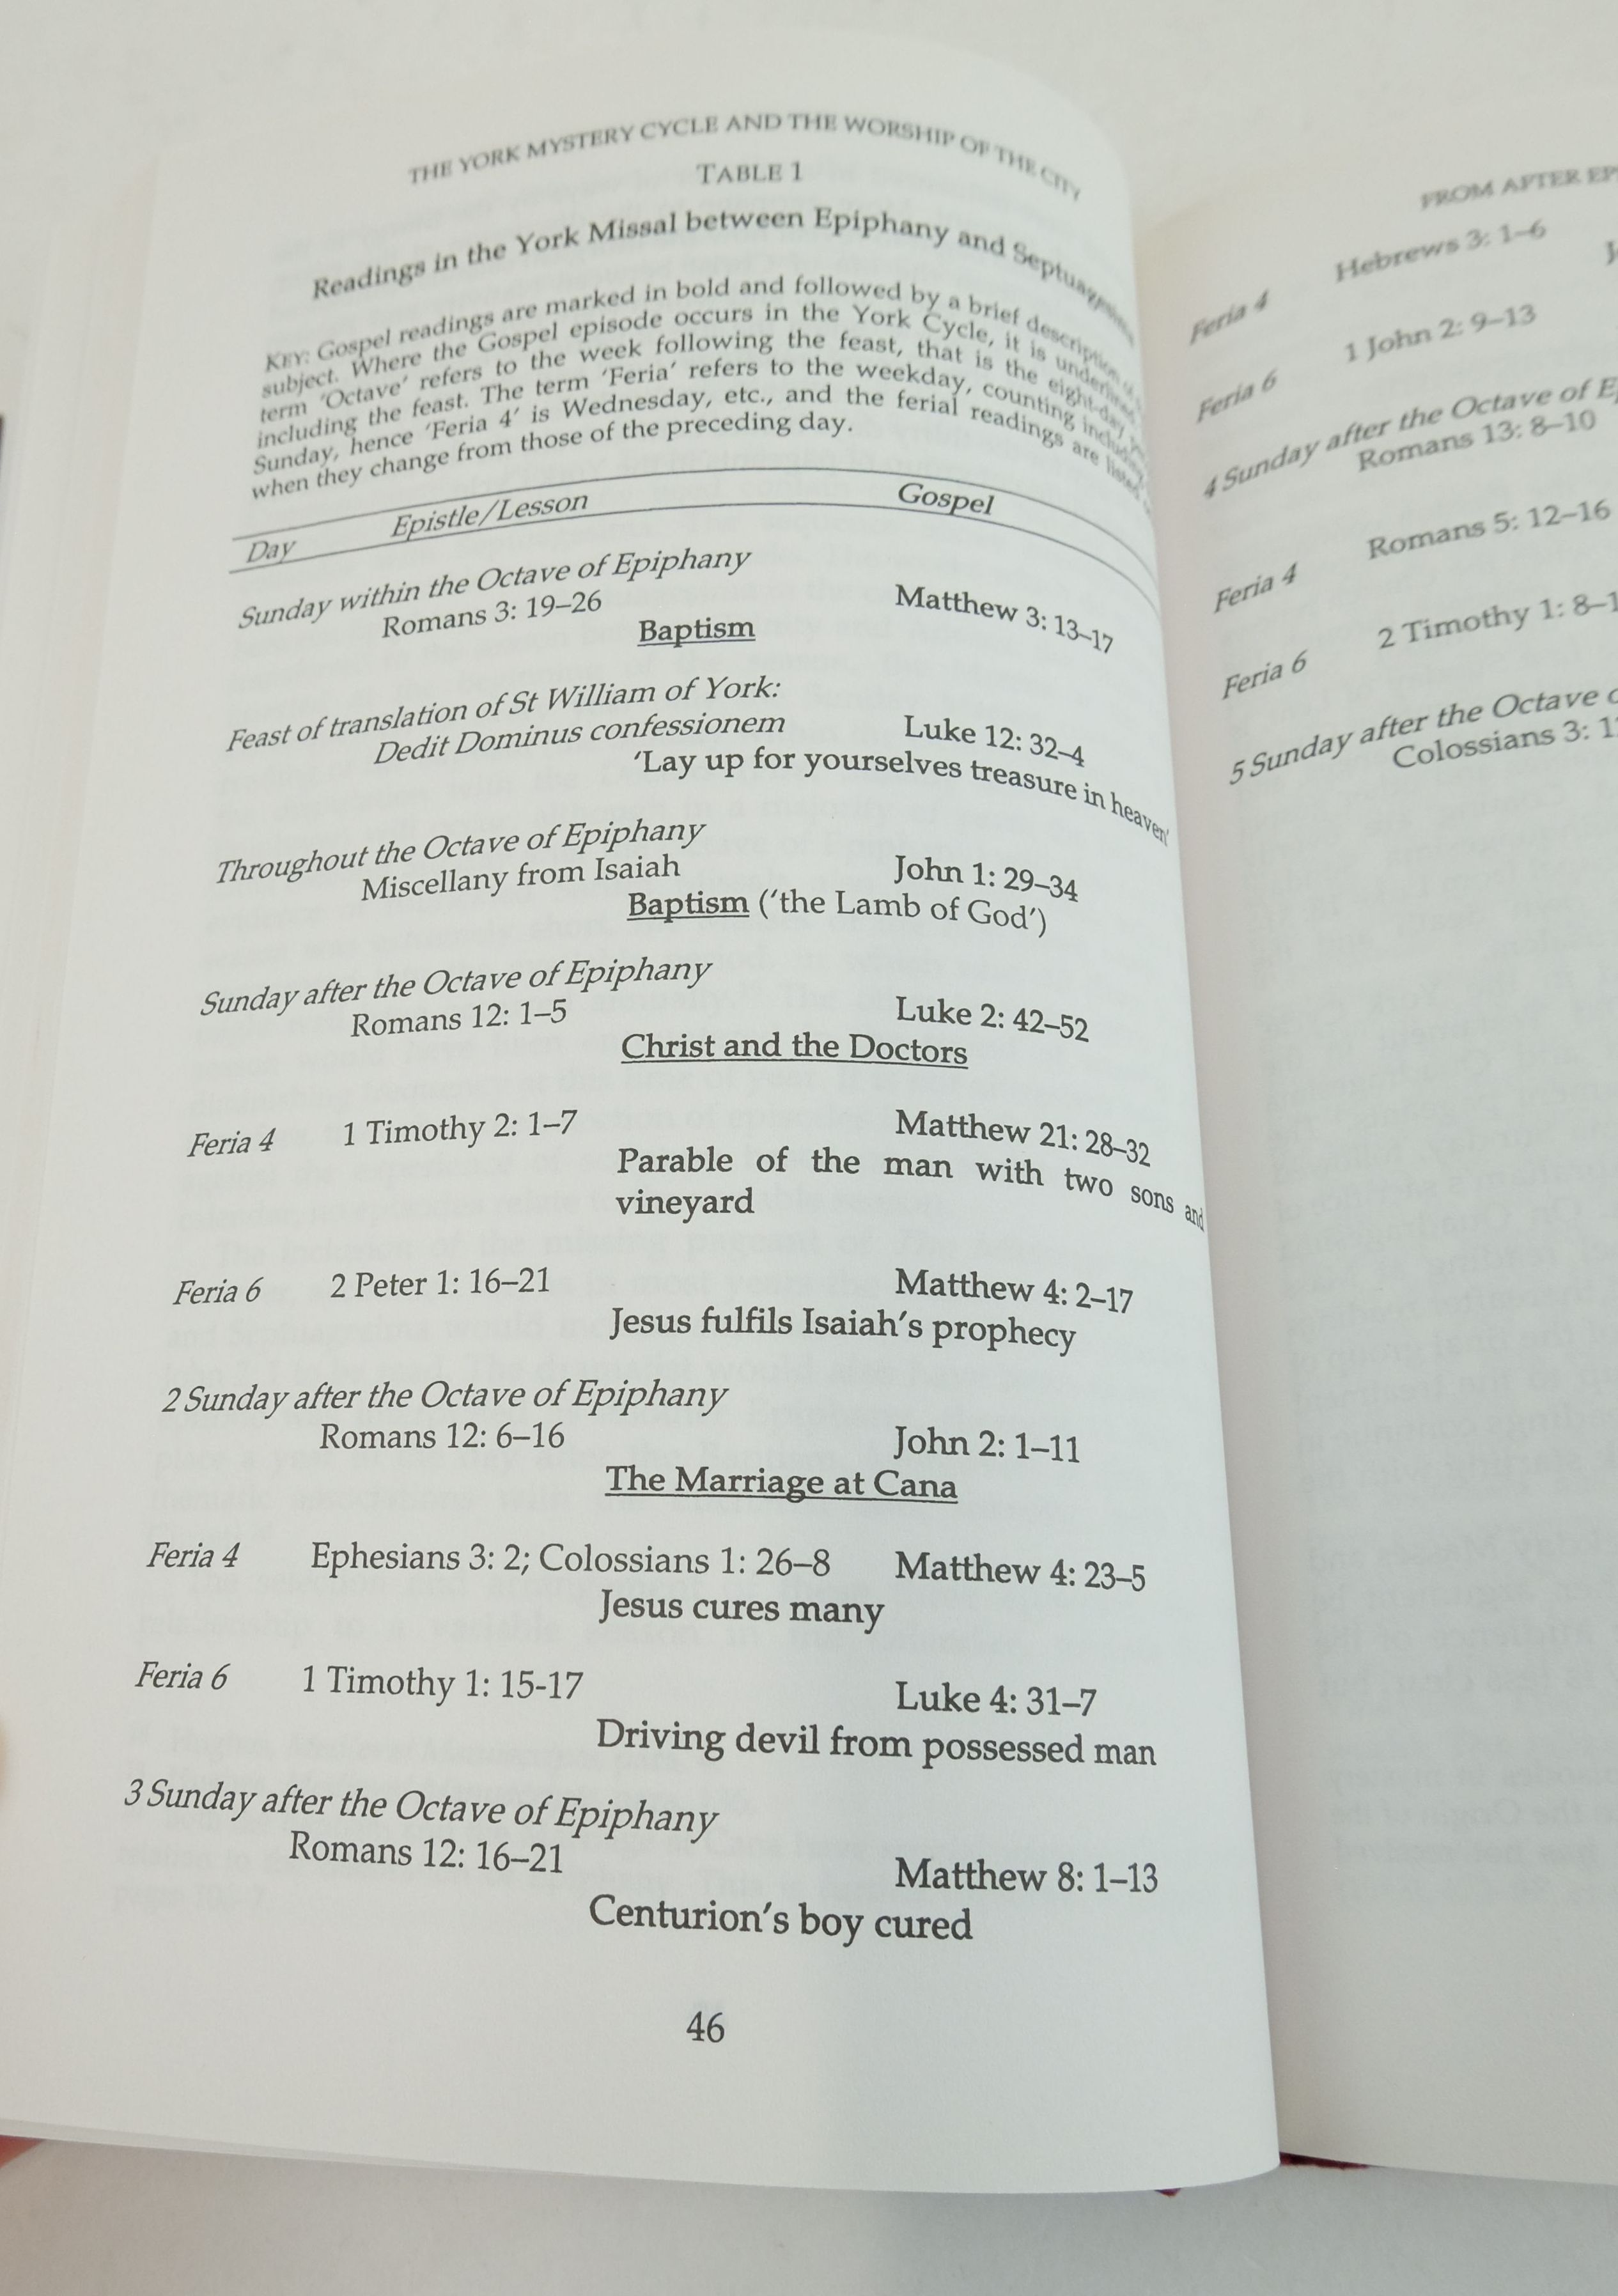 THE YORK MYSTERY CYCLE AND THE WORSHIP OF THE CITY
TABLE 1
Readings in the York Missal between Epiphany and Septuagesima
KEY: Gospel readings are marked in bold and followed by a brief description of
subject. Where the Gospel episode occurs in the York Cycle, it is underlined.
term ‘Octave’ refers to the week following the feast, that is the eight-day
including the feast. The term ‘Feria’ refers to the weekday, counting including
Sunday, hence ‘Feria 4’ is Wednesday, etc., and the ferial readings are listed
when they change from those of the preceding day.
Day Epistle/Lesson Gospel
Sunday within the Octave of Epiphany
Romans 3: 19–26 Matthew 3: 13–17
Baptism
Feast of translation of St William of York:
Dedit Dominus confessionem Luke 12: 32–4
‘Lay up for yourselves treasure in heaven’
Throughout the Octave of Epiphany
Miscellany from Isaiah John 1: 29–34
Baptism (‘the Lamb of God’)
Sunday after the Octave of Epiphany
Romans 12: 1–5 Luke 2: 42–52
Christ and the Doctors
Feria 4 1 Timothy 2: 1–7 Matthew 21: 28–32
Parable of the man with two sons and
vineyard
Feria 6 2 Peter 1: 16–21 Matthew 4: 2–17
Jesus fulfils Isaiah’s prophecy
2 Sunday after the Octave of Epiphany
Romans 12: 6–16 John 2: 1–11
The Marriage at Cana
Feria 4 Ephesians 3: 2; Colossians 1: 26–8 Matthew 4: 23–5
Jesus cures many
Feria 6 1 Timothy 1: 15-17 Luke 4: 31–7
Driving devil from possessed man
3 Sunday after the Octave of Epiphany
Romans 12: 16–21 Matthew 8: 1–13
Centurion’s boy cured
46
FROM AFTER EP
Feria 4 Hebrews 3: 1–6
Feria 6 1 John 2: 9–13
4 Sunday after the Octave of
Romans 13: 8–10
Feria 4 Romans 5: 12–16
Feria 6 2 Timothy 1: 8–1
5 Sunday after the Octave
Colossians 3: 1